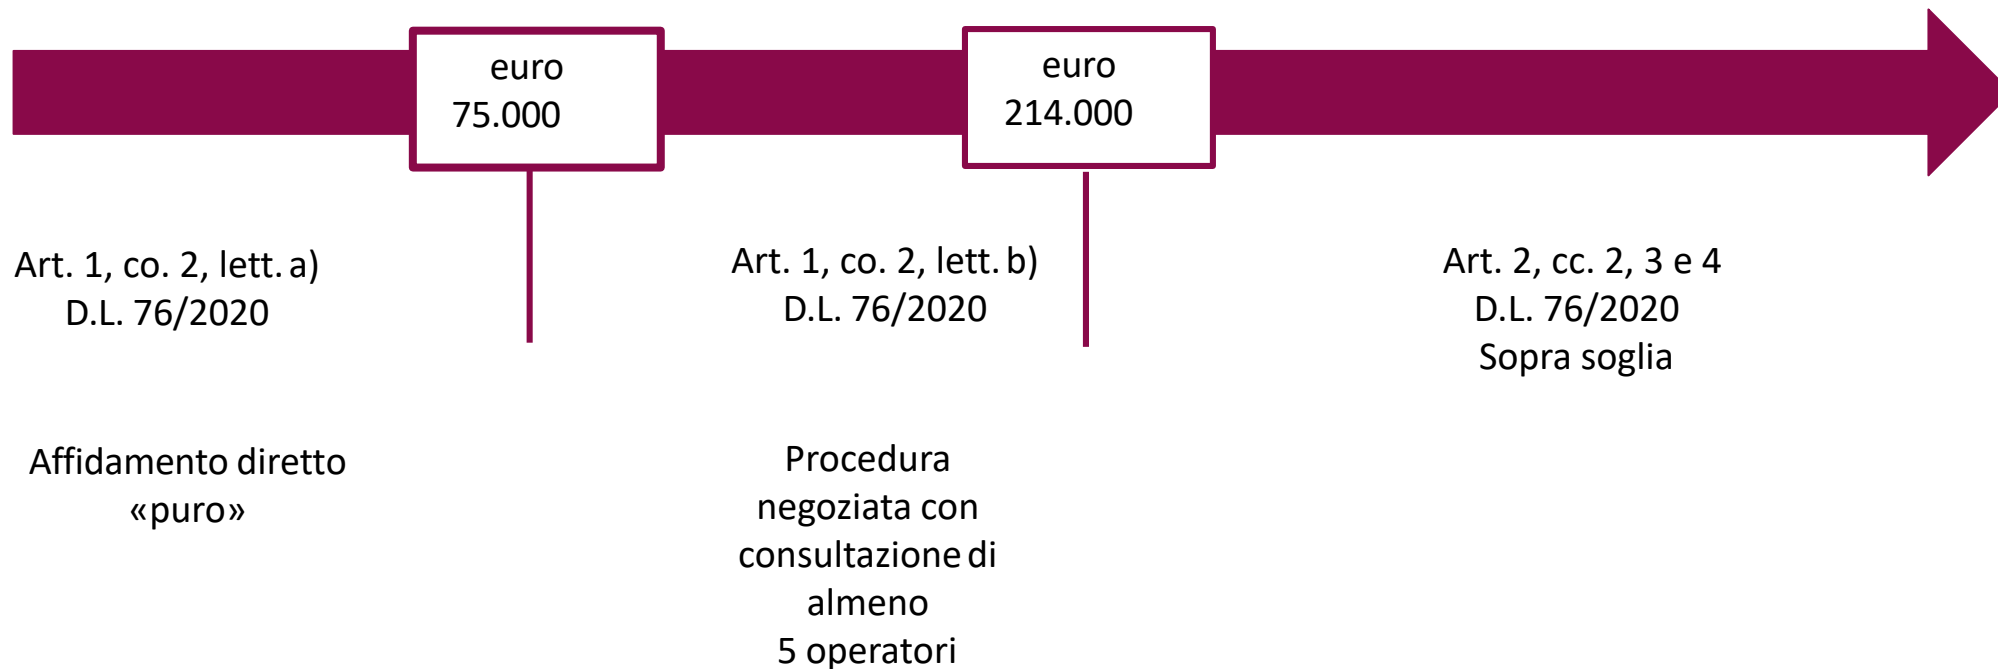 euro
75.000
euro
214.000
Art. 1, co. 2, lett. a)
D.L. 76/2020
Art. 1, co. 2, lett. b)
D.L. 76/2020
Art. 2, cc. 2, 3 e 4
D.L. 76/2020
Sopra soglia
Affidamento diretto
«puro»
Procedura
negoziata con
consultazione di
almeno
5 operatori